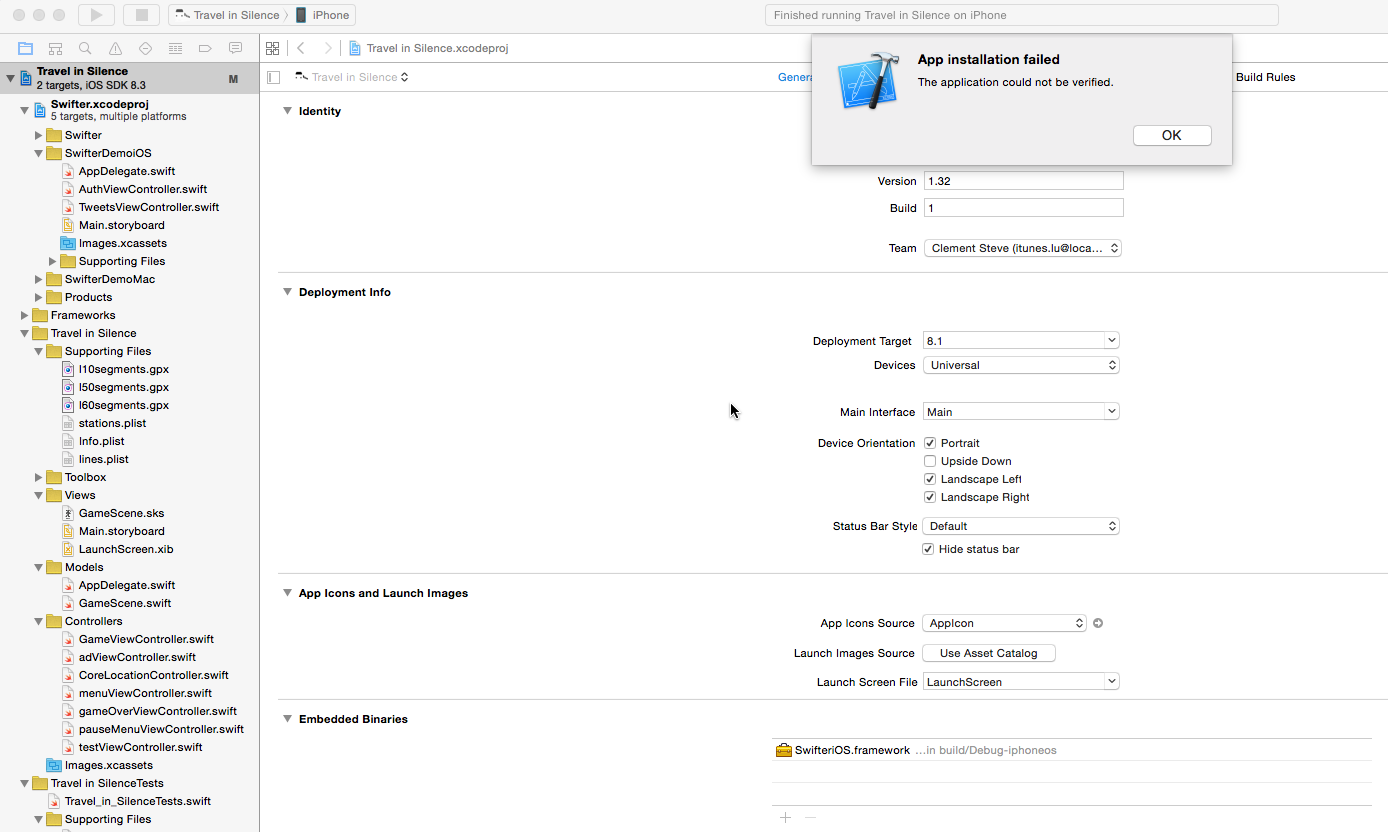 Travel in Silence
iPhone
Finished running Travel in Silence on iPhone
Travel in Silence
2 targets, iOS SDK 8.3
M
Swifter.xcodeproj
5 targets, multiple platforms
Swifter
SwifterDemoiOS
AppDelegate.swift
AuthViewController.swift
TweetsViewController.swift
Main.storyboard
Images.xcassets
Supporting Files
SwifterDemoMac
Products
Frameworks
Travel in Silence
Supporting Files
l10segments.gpx
l50segments.gpx
l60segments.gpx
stations.plist
Info.plist
lines.plist
Toolbox
Views
GameScene.sks
Main.storyboard
LaunchScreen.xib
Models
AppDelegate.swift
GameScene.swift
Controllers
GameViewController.swift
adViewController.swift
CoreLocationController.swift
menuViewController.swift
gameOverViewController.swift
pauseMenuViewController.swift
testViewController.swift
Images.xcassets
Travel in SilenceTests
Travel_in_SilenceTests.swift
Supporting Files
Travel in Silence.xcodeproj
Travel in Silence
Genera
Build Rules
App installation failed
The application could not be verified.
OK
Identity
Version 1.32
Build 1
Team Clement Steve (itunes.lu@loca...
Deployment Info
Deployment Target 8.1
Devices Universal
Main Interface Main
Device Orientation Portrait
Upside Down
Landscape Left
Landscape Right
Status Bar Style Default
Hide status bar
App Icons and Launch Images
App Icons Source AppIcon
Launch Images Source Use Asset Catalog
Launch Screen File LaunchScreen
Embedded Binaries
SwifteriOS.framework ...in build/Debug-iphoneos